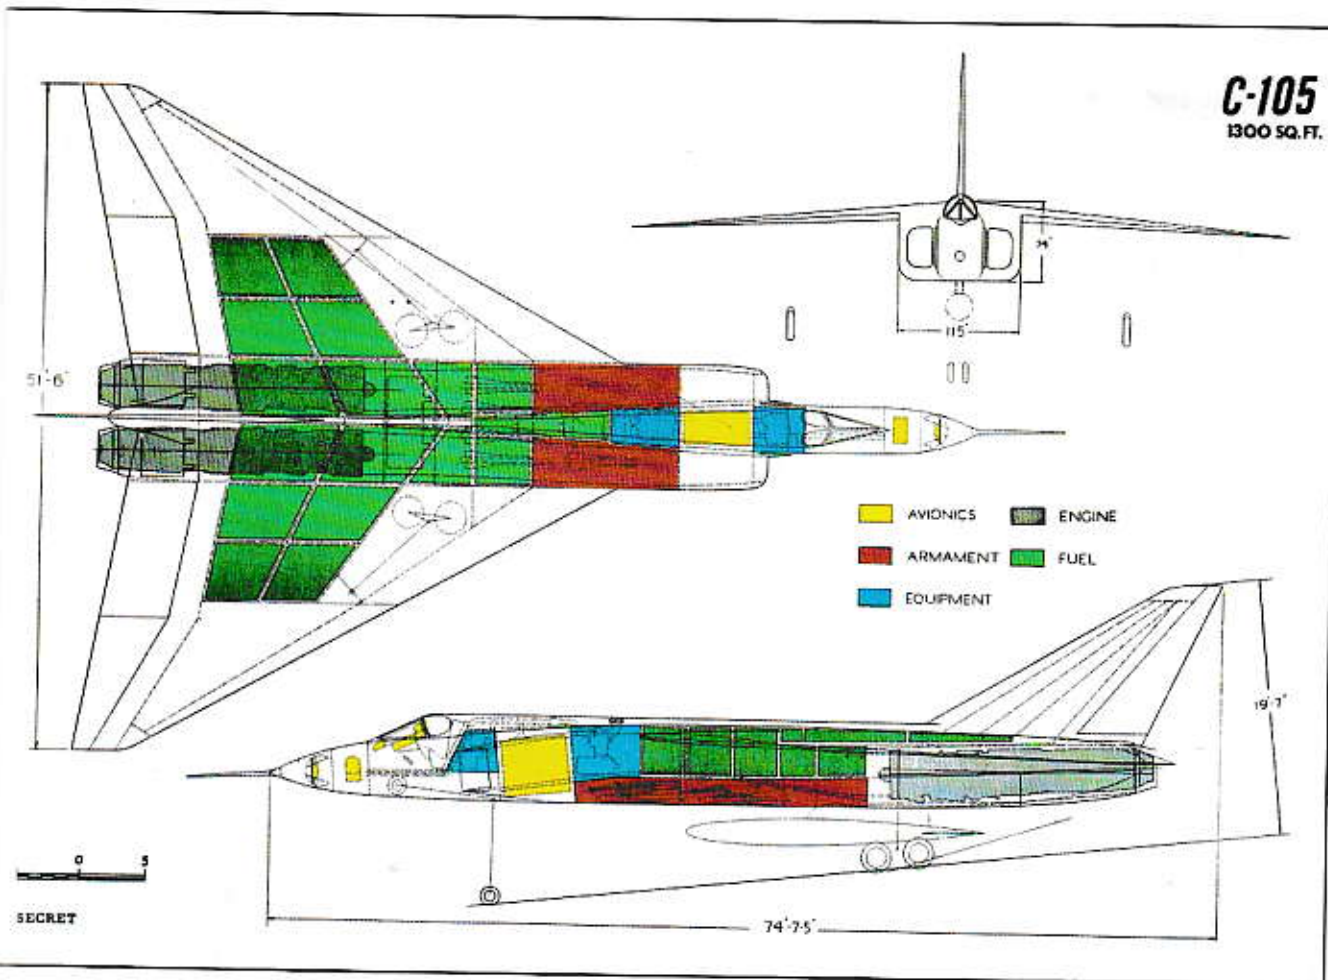 C-105
1300 SQ.FT.
51'-6"
74"
115"
AVIONICS
ENGINE
ARMAMENT
FUEL
EQUIPMENT
19'-7"
0
5
SECRET
74'-7.5"